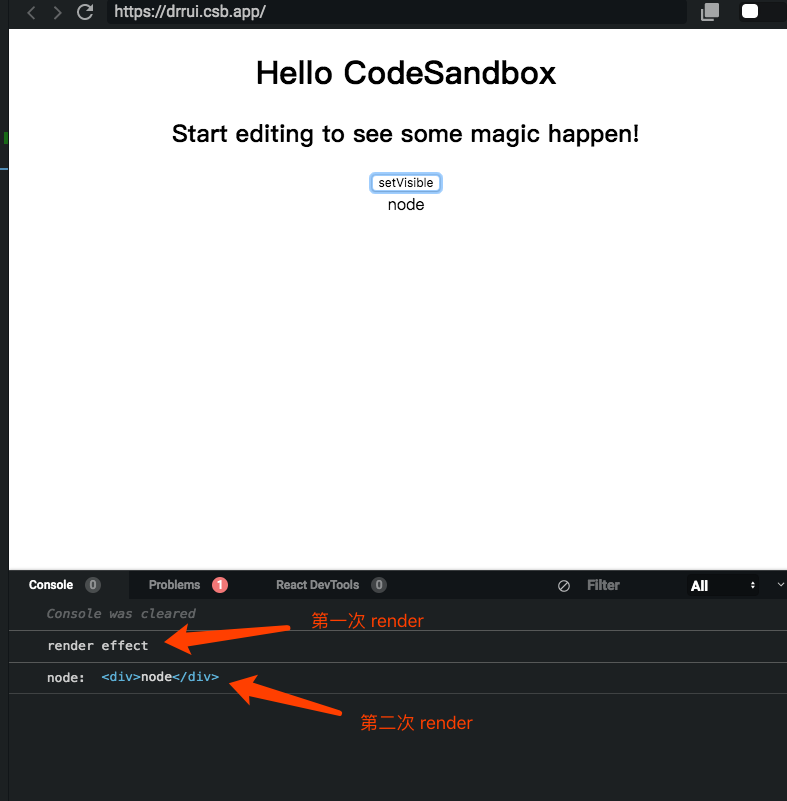 https://drrui.csb.app/
Hello CodeSandbox
Start editing to see some magic happen!
setVisible
node
Console 0 Problems 1 React DevTools 0 Filter All
Console was cleared
第一次 render
render effect
node: <div>node</div>
第二次 render